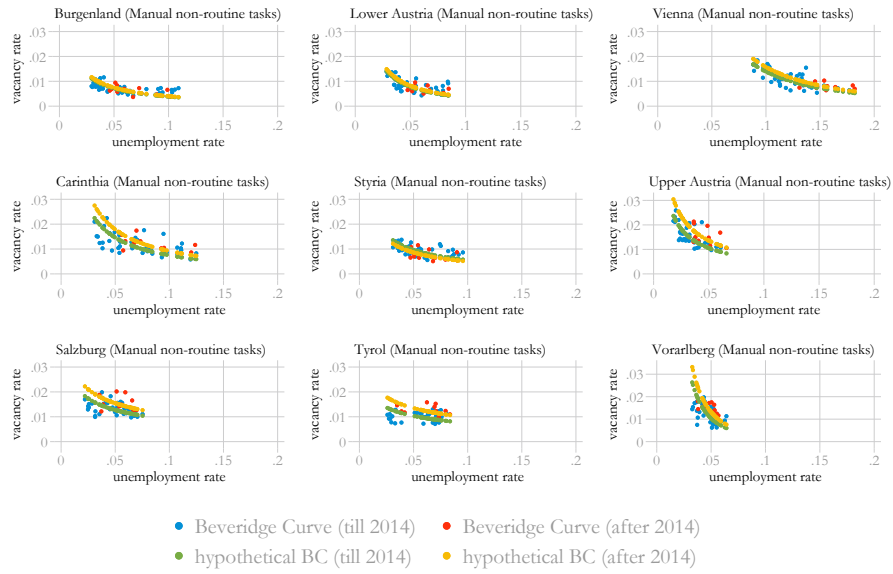 Burgenland (Manual non-routine tasks)
Lower Austria (Manual non-routine tasks)
Vienna (Manual non-routine tasks)
vacancy rate
.03
.02
.01
0
0
.05
.1
.15
.2
unemployment rate
vacancy rate
.03
.02
.01
0
0
.05
.1
.15
.2
unemployment rate
vacancy rate
.03
.02
.01
0
0
.05
.1
.15
.2
unemployment rate
Carinthia (Manual non-routine tasks)
Styria (Manual non-routine tasks)
Upper Austria (Manual non-routine tasks)
vacancy rate
.03
.02
.01
0
0
.05
.1
.15
.2
unemployment rate
vacancy rate
.03
.02
.01
0
0
.05
.1
.15
.2
unemployment rate
vacancy rate
.03
.02
.01
0
0
.05
.1
.15
.2
unemployment rate
Salzburg (Manual non-routine tasks)
Tyrol (Manual non-routine tasks)
Vorarlberg (Manual non-routine tasks)
vacancy rate
.03
.02
.01
0
0
.05
.1
.15
.2
unemployment rate
vacancy rate
.03
.02
.01
0
0
.05
.1
.15
.2
unemployment rate
vacancy rate
.03
.02
.01
0
0
.05
.1
.15
.2
unemployment rate
Beveridge Curve (till 2014)
Beveridge Curve (after 2014)
hypothetical BC (till 2014)
hypothetical BC (after 2014)